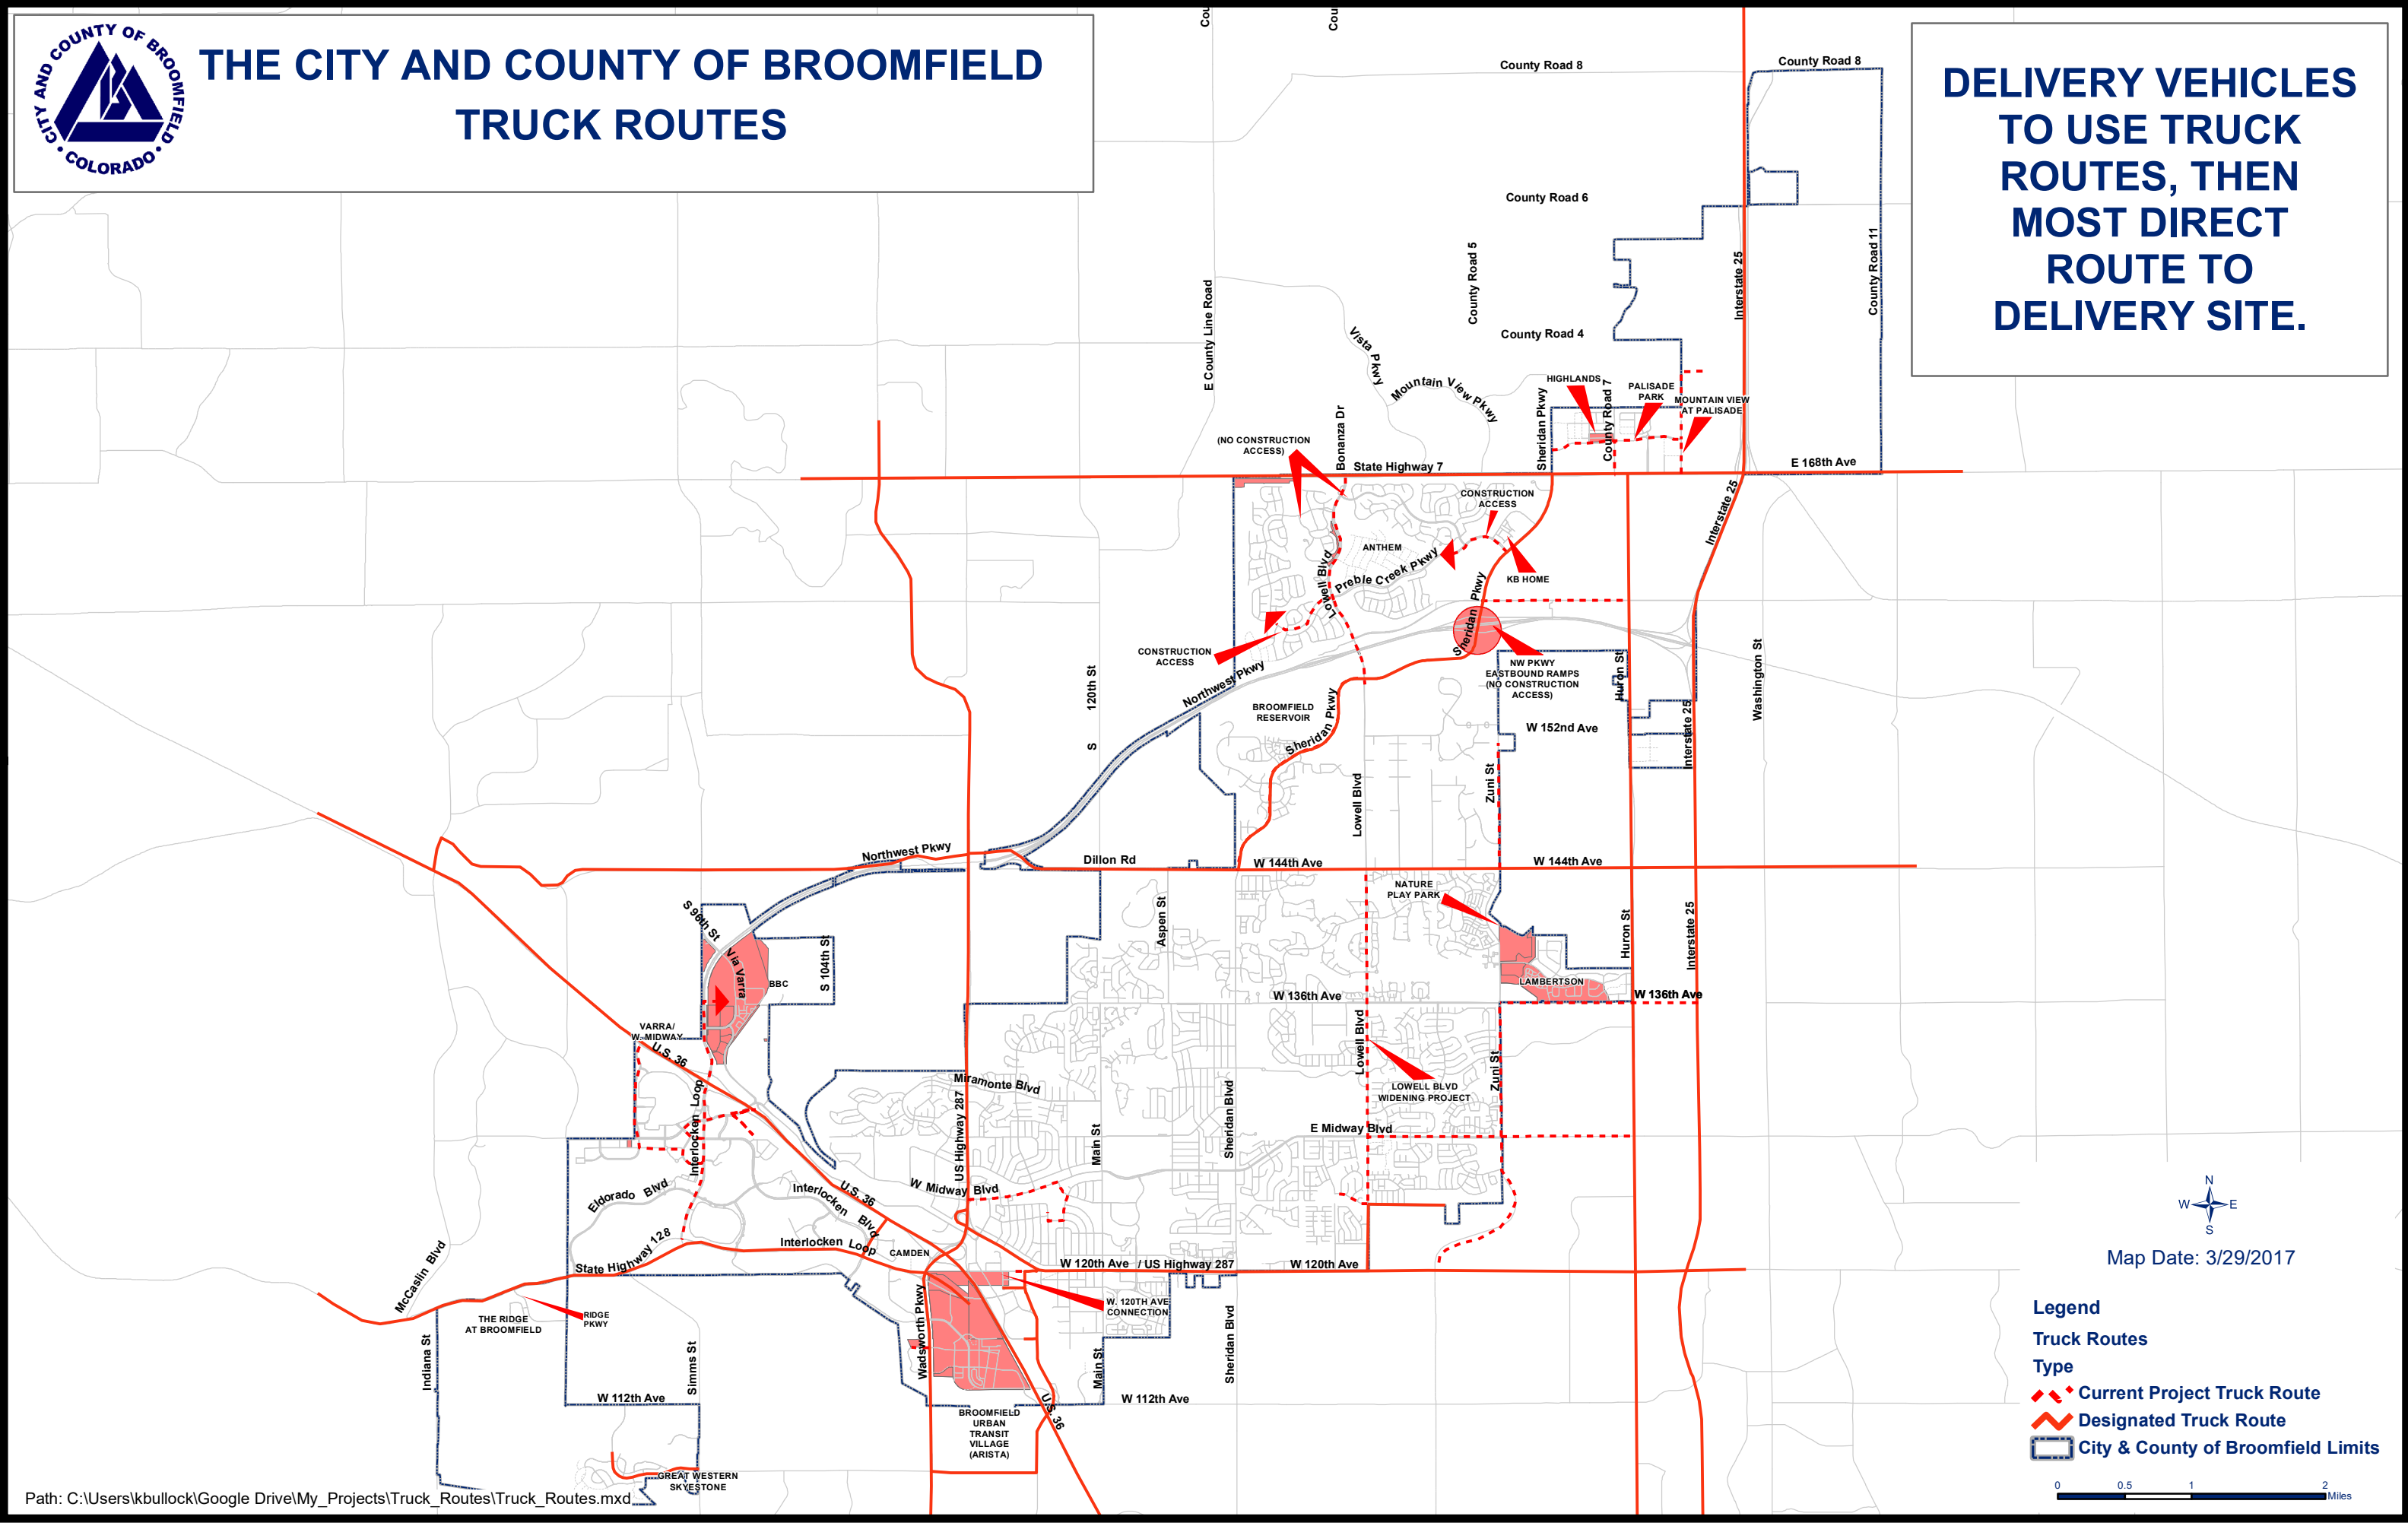 CITY AND COUNTY OF BROOMFIELD
• COLORADO •
THE CITY AND COUNTY OF BROOMFIELD
TRUCK ROUTES
DELIVERY VEHICLES
TO USE TRUCK
ROUTES, THEN
MOST DIRECT
ROUTE TO
DELIVERY SITE.
Cou
Cou
County Road 8
County Road 8
County Road 6
County Road 5
County Road 4
E County Line Road
Interstate 25
County Road 11
Vista Pkwy
Mountain View Pkwy
Sheridan Pkwy
HIGHLANDS
County Road 7
PALISADE
PARK
MOUNTAIN VIEW
AT PALISADE
(NO CONSTRUCTION
ACCESS)
Bonanza Dr
State Highway 7
E 168th Ave
CONSTRUCTION
ACCESS
Interstate 25
ANTHEM
Lowell Blvd
Lowell
Preble Creek Pkwy
KB HOME
Sheridan Pkwy
CONSTRUCTION
ACCESS
Northwest Pkwy
NW PKWY
EASTBOUND RAMPS
(NO CONSTRUCTION
ACCESS)
Huron St
Washington St
S 120th St
BROOMFIELD
RESERVOIR
Sheridan Pkwy
W 152nd Ave
Interstate 25
Zuni St
Lowell Blvd
Northwest Pkwy
Dillon Rd
W 144th Ave
W 144th Ave
NATURE
PLAY PARK
S 96th St
Via Varra
BBC
S 104th St
Aspen St
Huron St
Interstate 25
LAMBERTSON
W 136th Ave
W 136th Ave
VARRA/
W. MIDWAY
U.S. 36
Interlocken Loop
Miramonte Blvd
US Highway 287
Main St
Sheridan Blvd
Lowell Blvd
LOWELL BLVD
WIDENING PROJECT
Zuni St
E Midway Blvd
Eldorado Blvd
Interlocken Blvd
U.S. 36
W Midway Blvd
State Highway 128
Interlocken Loop
CAMDEN
W 120th Ave / US Highway 287
W 120th Ave
McCaslin Blvd
THE RIDGE
AT BROOMFIELD
RIDGE
PKWY
W. 120TH AVE
CONNECTION
Wadsworth Pkwy
Indiana St
Simms St
Main St
Sheridan Blvd
W 112th Ave
W 112th Ave
U.S. 36
BROOMFIELD
URBAN
TRANSIT
VILLAGE
(ARISTA)
GREAT WESTERN
SKYESTONE
Path: C:\Users\kbullock\Google Drive\My_Projects\Truck_Routes\Truck_Routes.mxd
N
W E
S
Map Date: 3/29/2017
Legend
Truck Routes
Type
Current Project Truck Route
Designated Truck Route
City & County of Broomfield Limits
0 0.5 1 2
Miles